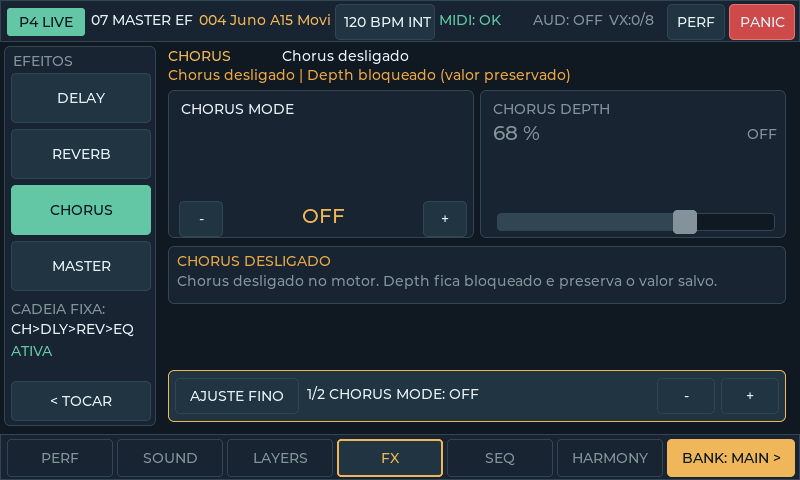 P4 LIVE 07 MASTER EF 004 Juno A15 Movi 120 BPM INT MIDI: OK AUD: OFF VX:0/8 PERF PANIC
EFEITOS
DELAY
REVERB
CHORUS
MASTER
CADEIA FIXA:
CH>DLY>REV>EQ
ATIVA
< TOCAR
CHORUS Chorus desligado
Chorus desligado | Depth bloqueado (valor preservado)
CHORUS MODE
- OFF +
CHORUS DEPTH
68 % OFF
CHORUS DESLIGADO
Chorus desligado no motor. Depth fica bloqueado e preserva o valor salvo.
AJUSTE FINO 1/2 CHORUS MODE: OFF - +
PERF SOUND LAYERS FX SEQ HARMONY BANK: MAIN >